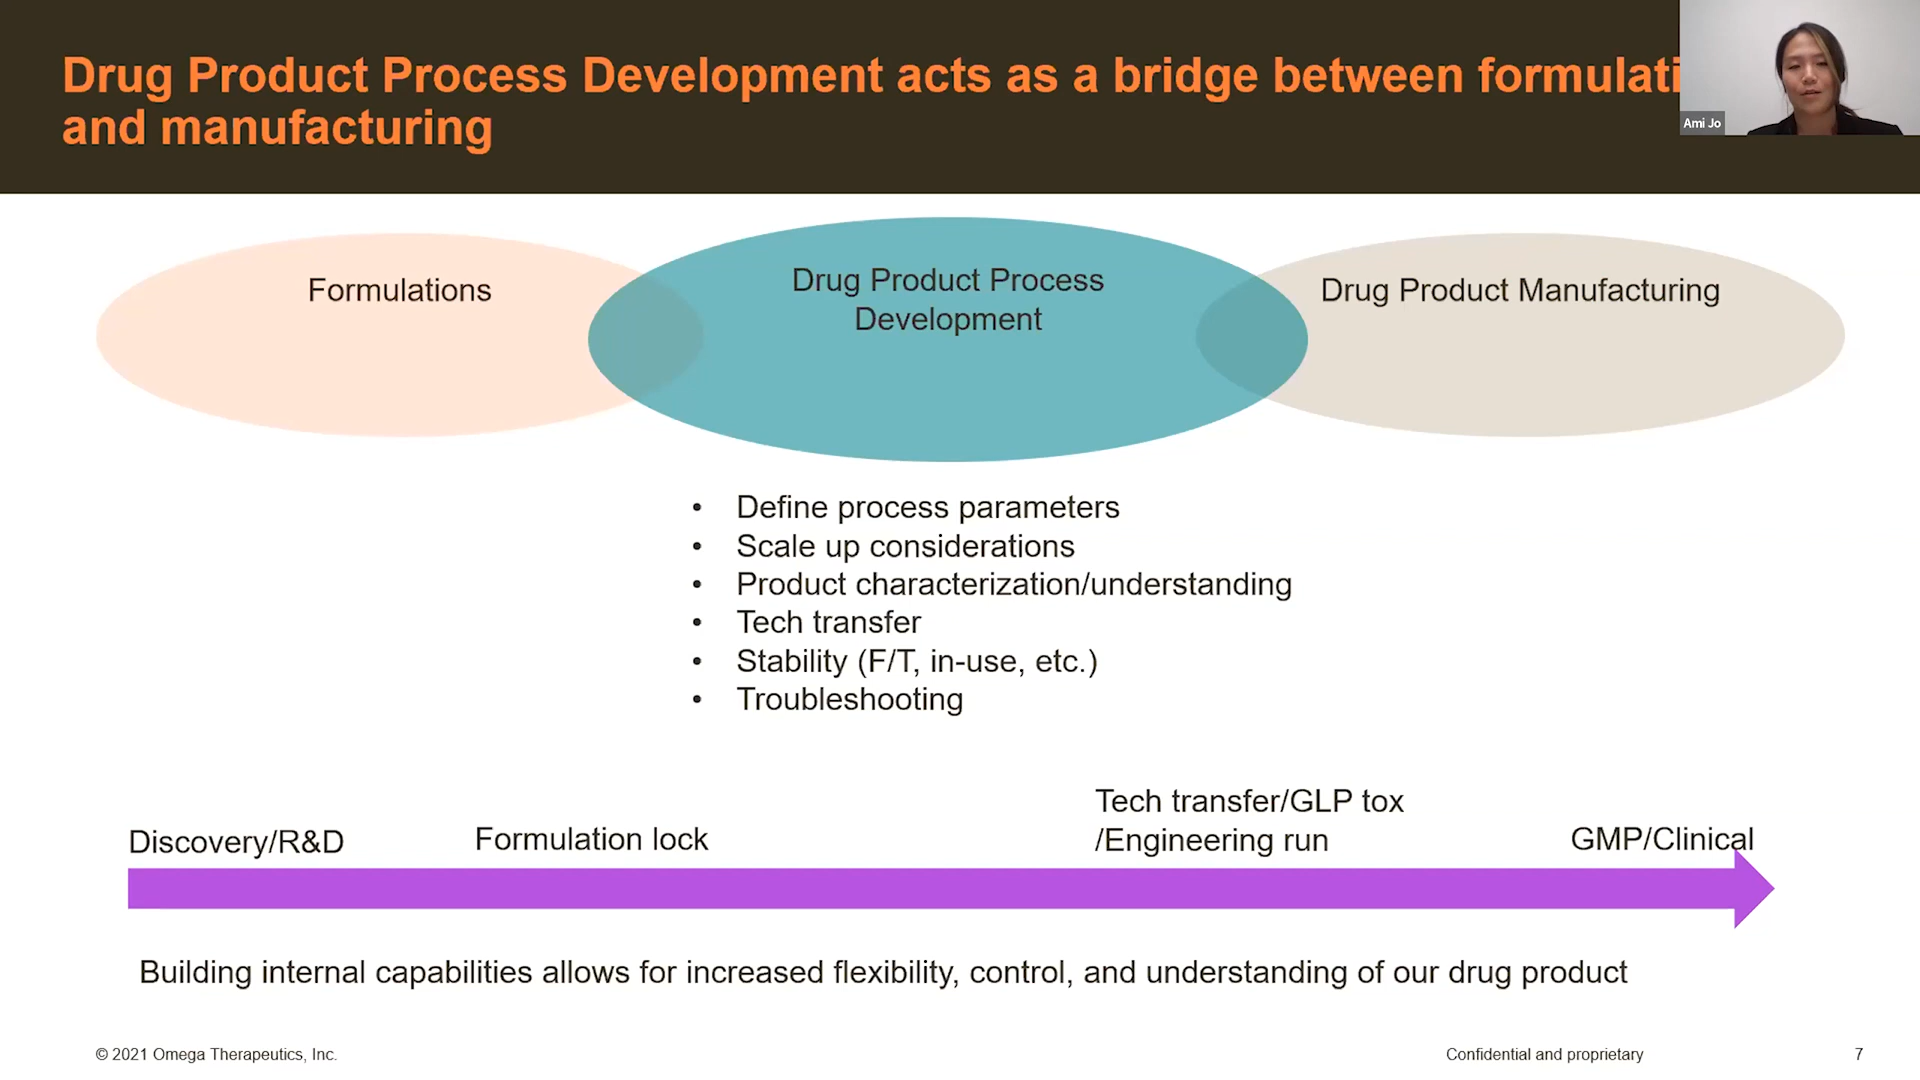 Drug Product Process Development acts as a bridge between formulati
and manufacturing
Ami Jo
Formulations
Drug Product Process
Development
Drug Product Manufacturing
• Define process parameters
• Scale up considerations
• Product characterization/understanding
• Tech transfer
• Stability (F/T, in-use, etc.)
• Troubleshooting
Discovery/R&D
Formulation lock
Tech transfer/GLP tox
/Engineering run
GMP/Clinical
Building internal capabilities allows for increased flexibility, control, and understanding of our drug product
© 2021 Omega Therapeutics, Inc.
Confidential and proprietary
7